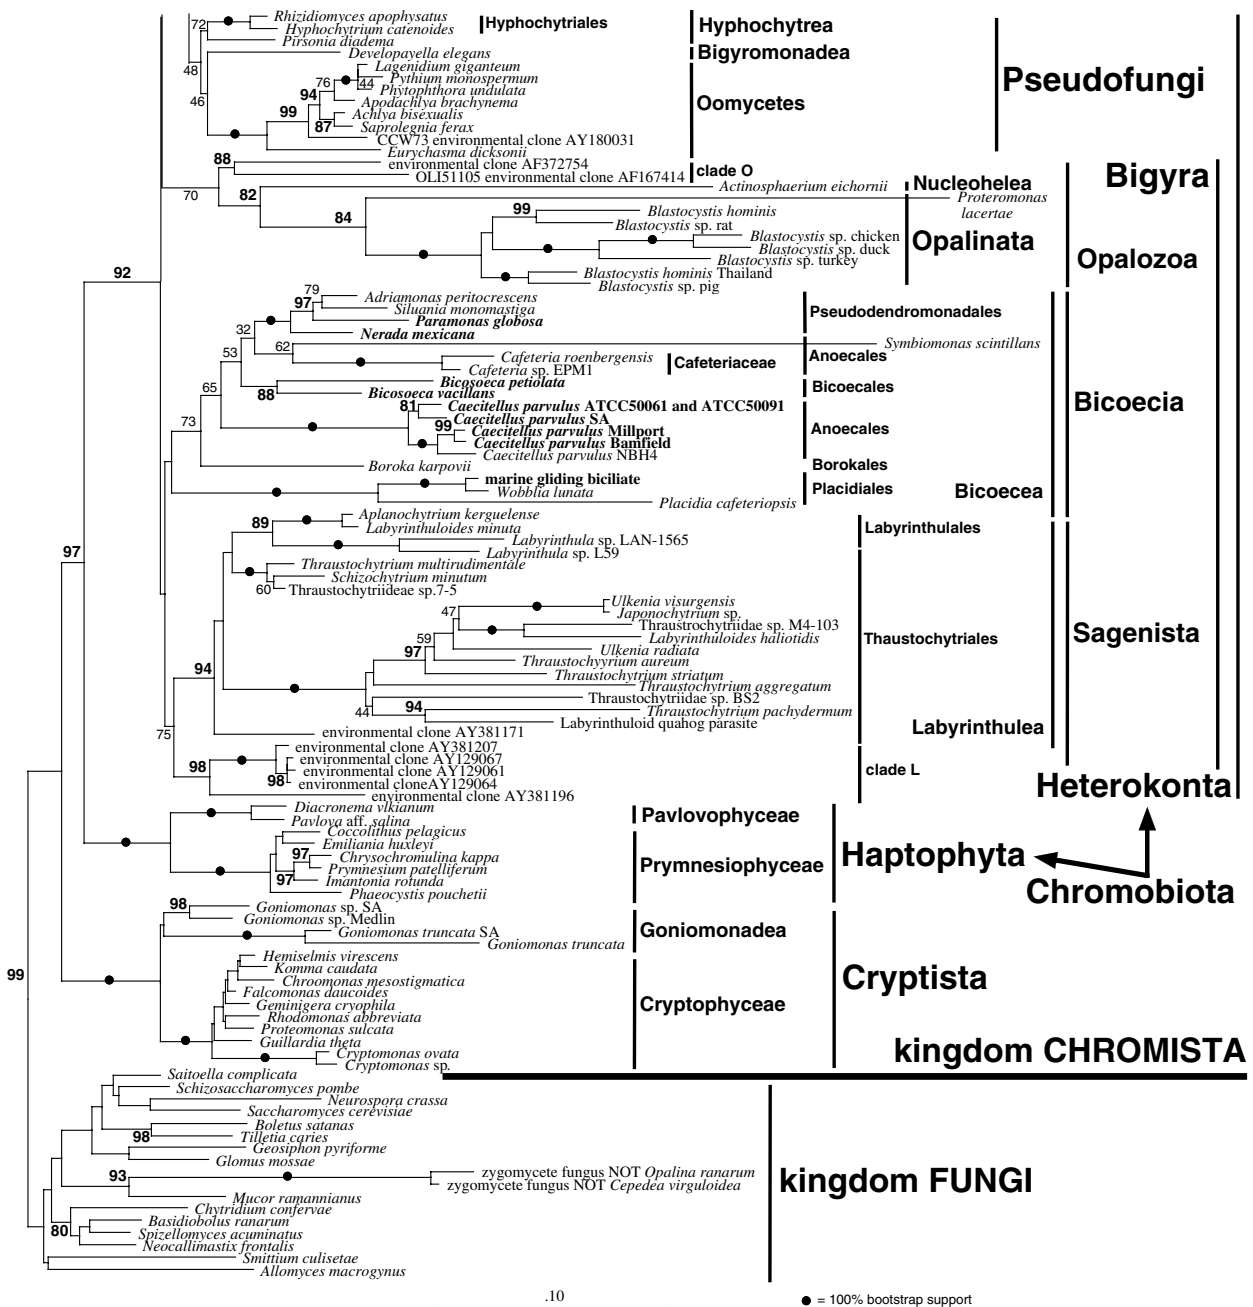 Rhizidiomyces apophysatus
72
Hyphochytrium catenoides
Hyphochytriales
Hyphochytrea
Pirsonia diadema
Developayella elegans
Bigyromonadea
48
Lagenidium giganteum
Pythium monospermum
76
44
Phytophthora undulata
Pseudofungi
46
94
Apodachlya brachynema
Oomycetes
99
Achlya bisexualis
87
Saprolegnia ferax
CCW73 environmental clone AY180031
Eurychasma dicksonii
88
environmental clone AF372754
OLI51105 environmental clone AF167414
clade O
Bigyra
70
82
Actinosphaerium eichornii
Nucleohelea
Proteromonas
lacertae
84
99
Blastocystis hominis
Blastocystis sp. rat
Blastocystis sp. chicken
Blastocystis sp. duck
Blastocystis sp. turkey
Opalinata
Opalozoa
Blastocystis hominis Thailand
Blastocystis sp. pig
92
79
97
Adriamonas peritocrescens
Siluania monomastiga
Paramonas globosa
Pseudodendromonadales
32
Nerada mexicana
62
Symbiomonas scintillans
53
Cafeteria roenbergensis
Cafeteria sp. EPM1
Cafeteriaceae
Anoecales
65
88
Bicosoeca petiolata
Bicosoeca vacillans
Bicoecales
Bicoecia
81
Caecitellus parvulus ATCC50061 and ATCC50091
Caecitellus parvulus SA
99
Caecitellus parvulus Millport
Caecitellus parvulus Bamfield
Caecitellus parvulus NBH4
Anoecales
73
Boroka karpovii
Borokales
marine gliding biciliate
Wobblia lunata
Placidia cafeteriopsis
Placidiales
Bicoecea
97
89
Aplanochytrium kerguelense
Labyrinthuloides minuta
Labyrinthula sp. LAN-1565
Labyrinthula sp. L59
Labyrinthulales
Thraustochytrium multirudimentale
Schizochytrium minutum
60
Thraustochytriideae sp.7-5
47
Ulkenia visurgensis
Japonochytrium sp.
Thraustrochytriidae sp. M4-103
Labyrinthuloides haliotidis
59
Ulkenia radiata
97
Thraustochyyrium aureum
Thraustochytrium striatum
Thraustochytrium aggregatum
Thaustochytriales
Sagenista
94
Thraustochytriidae sp. BS2
44
94
Thraustochytrium pachydermum
Labyrinthuloid quahog parasite
Labyrinthulea
75
environmental clone AY381171
environmental clone AY381207
environmental clone AY129067
98
environmental clone AY129061
98
environmental cloneAY129064
environmental clone AY381196
clade L
Heterokonta
Diacronema vlkianum
Pavlova aff. salina
Pavlovophyceae
Coccolithus pelagicus
Emiliania huxleyi
97
Chrysochromulina kappa
Prymnesium patelliferum
97
Imantonia rotunda
Phaeocystis pouchetii
Prymnesiophyceae
Haptophyta
Chromobiota
98
Goniomonas sp. SA
Goniomonas sp. Medlin
Goniomonas truncata SA
Goniomonas truncata
Goniomonadea
99
Hemiselmis virescens
Komma caudata
Chroomonas mesostigmatica
Falcomonas daucoides
Geminigera cryophila
Rhodomonas abbreviata
Proteomonas sulcata
Guillardia theta
Cryptomonas ovata
Cryptomonas sp.
Cryptophyceae
Cryptista
kingdom CHROMISTA
Saitoella complicata
Schizosaccharomyces pombe
Neurospora crassa
Saccharomyces cerevisiae
Boletus satanas
98
Tilletia caries
Geosiphon pyriforme
Glomus mossae
93
zygomycete fungus NOT Opalina ranarum
zygomycete fungus NOT Cepedea virguloidea
kingdom FUNGI
Mucor ramannianus
Chytridium confervae
80
Basidiobolus ranarum
Spizellomyces acuminatus
Neocallimastix frontalis
Smittium culisetae
Allomyces macrogynus
.10
= 100% bootstrap support